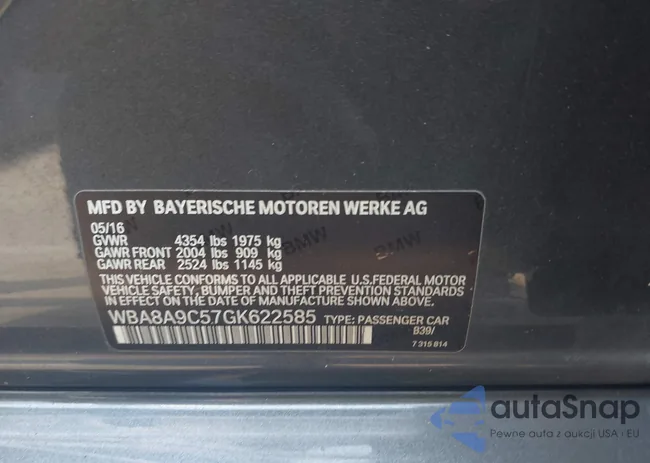 MFD BY BAYERISCHE MOTOREN WERKE AG
05/16
GVWR 4354 lbs 1975 kg
GAWR FRONT 2004 lbs 909 kg
GAWR REAR 2524 lbs 1145 kg
THIS VEHICLE CONFORMS TO ALL APPLICABLE U.S.FEDERAL MOTOR
VEHICLE SAFETY, BUMPER AND THEFT PREVENTION STANDARDS
IN EFFECT ON THE DATE OF MANUFACTURE SHOWN ABOVE.
WBA8A9C57GK622585 TYPE: PASSENGER CAR
B39/
7 315 814
BMW
BMW
autaSnap
Pewne auta z aukcji USA i EU